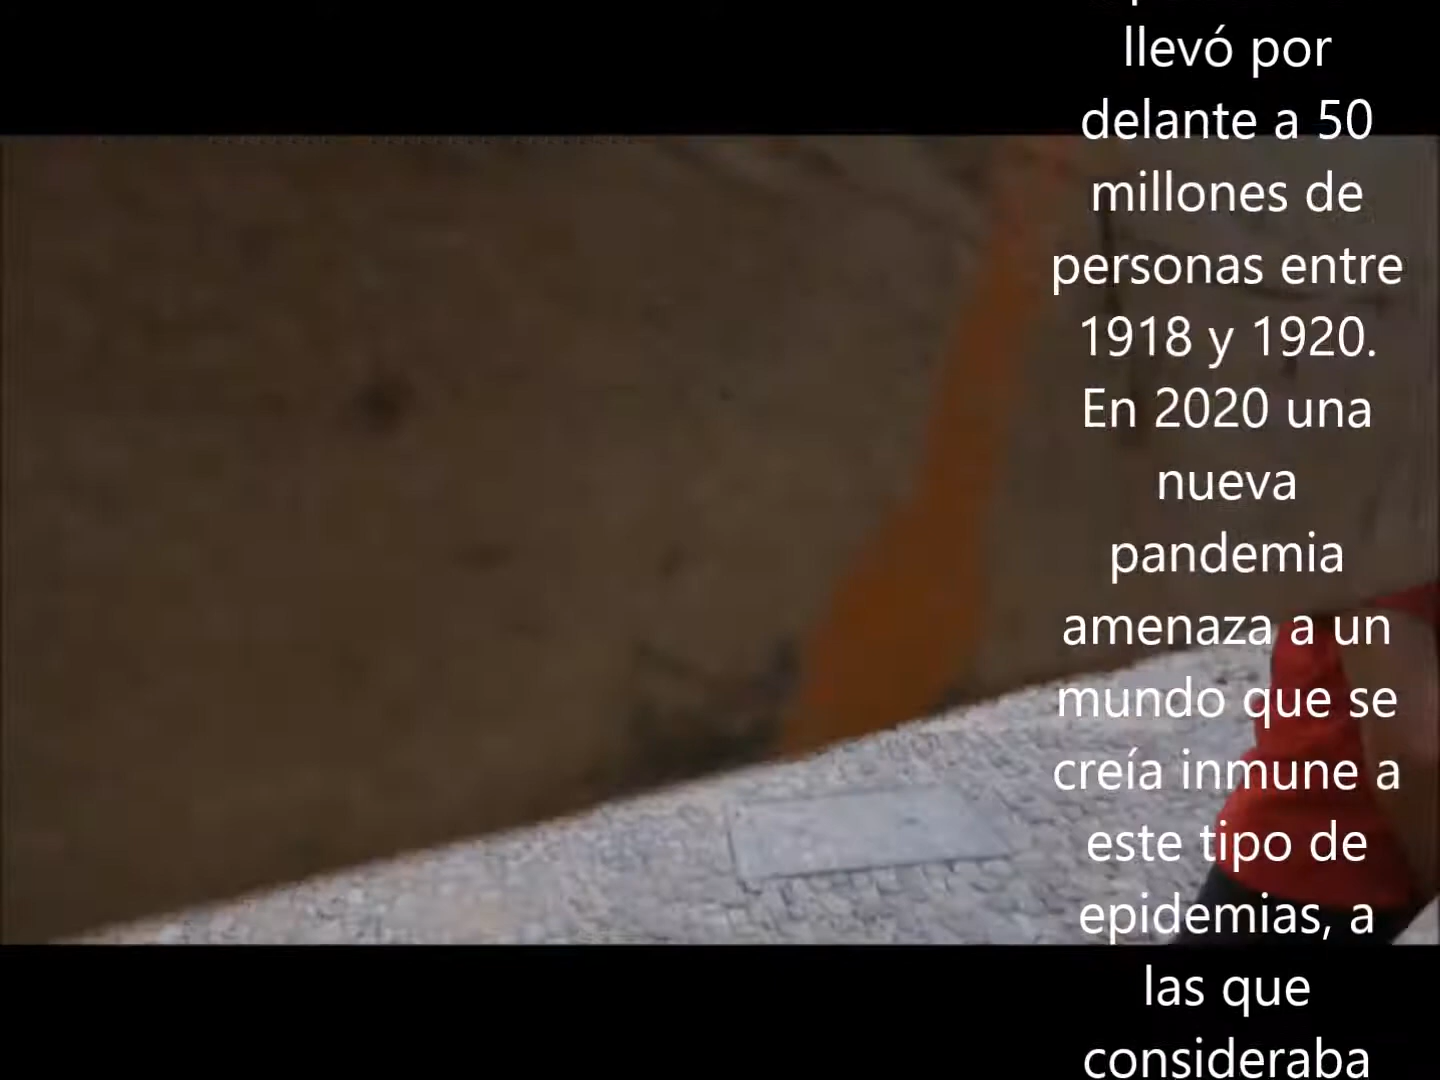 llevó por
delante a 50
millones de
personas entre
1918 y 1920.
En 2020 una
nueva
pandemia
amenaza a un
mundo que se
creía inmune a
este tipo de
epidemias, a
las que
consideraba